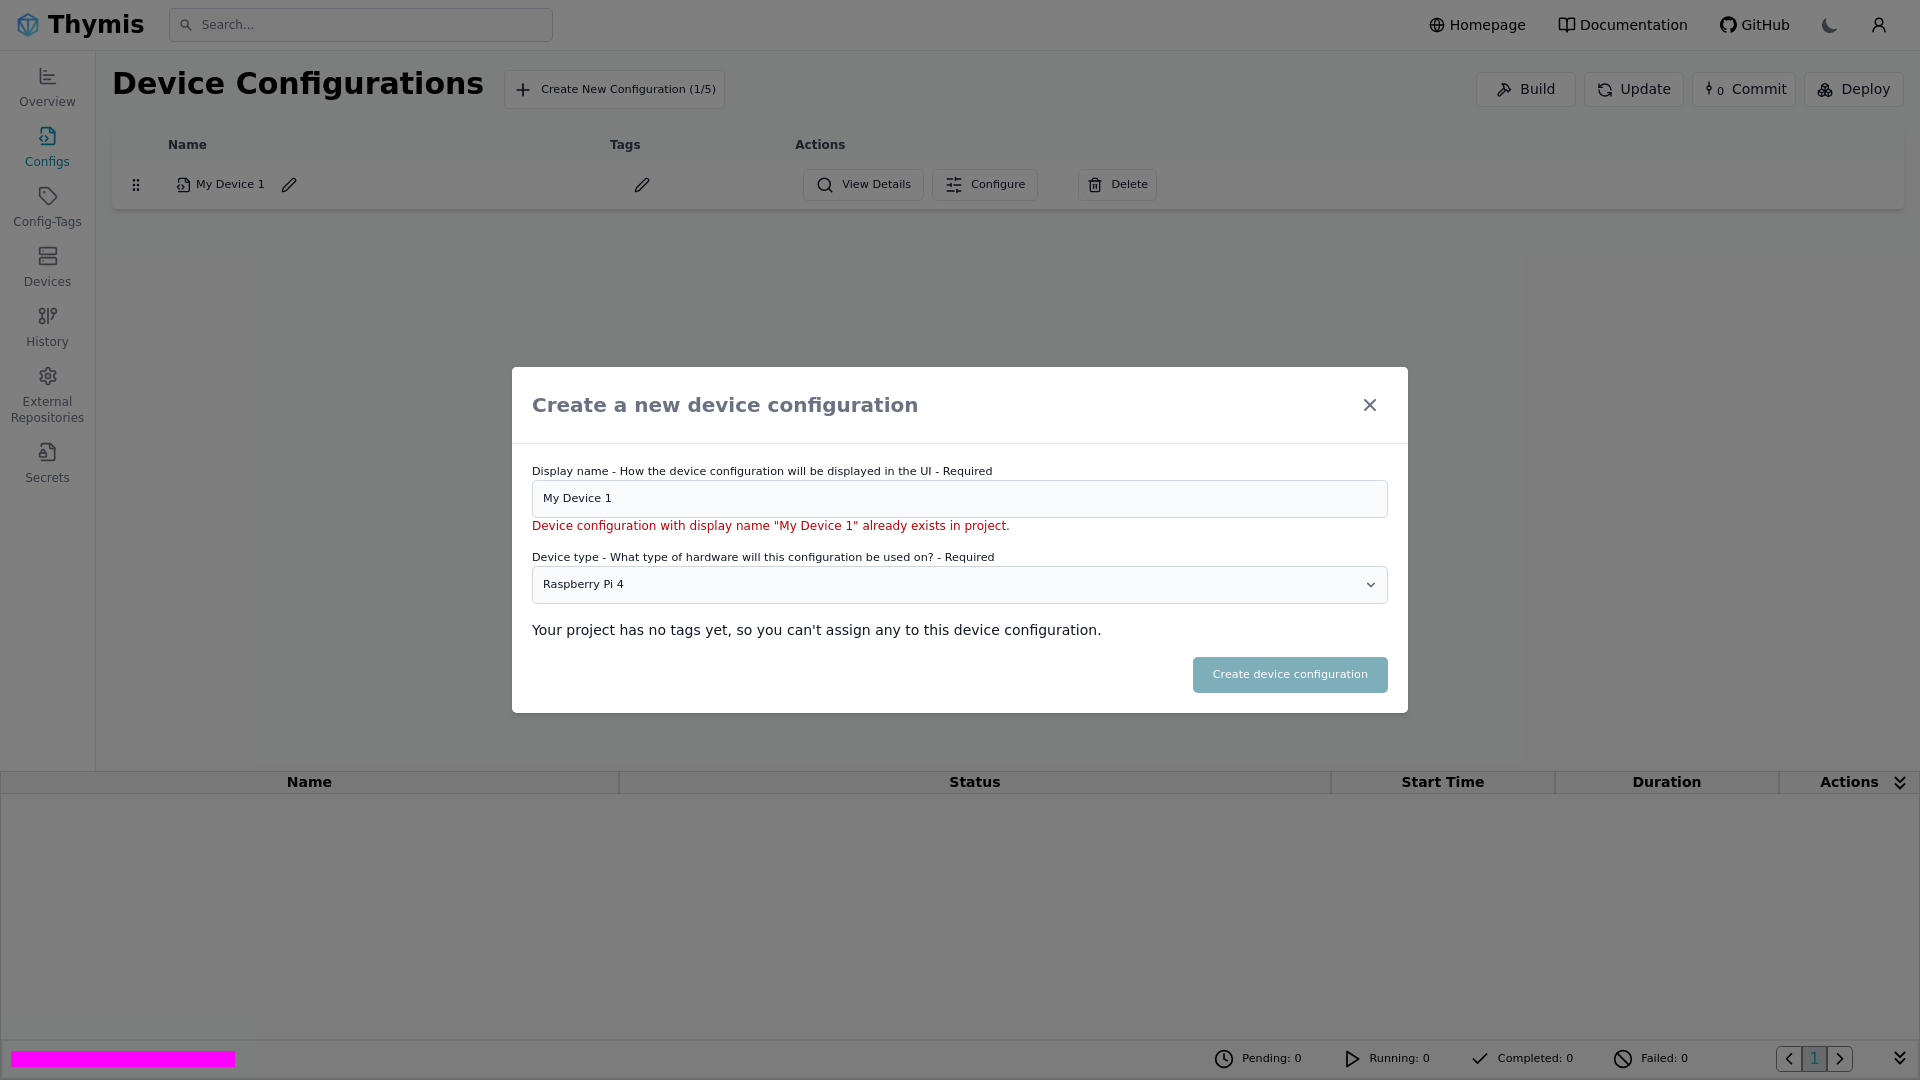 Thymis
Search...
Homepage
Documentation
GitHub
Overview
Configs
Config-Tags
Devices
History
External
Repositories
Secrets
Device Configurations
Create New Configuration (1/5)
Build
Update
0 Commit
Deploy
Name Tags Actions
My Device 1
View Details
Configure
Delete
Create a new device configuration
Display name - How the device configuration will be displayed in the UI - Required
My Device 1
Device configuration with display name "My Device 1" already exists in project.
Device type - What type of hardware will this configuration be used on? - Required
Raspberry Pi 4
Your project has no tags yet, so you can't assign any to this device configuration.
Create device configuration
Name Status Start Time Duration Actions
Pending: 0
Running: 0
Completed: 0
Failed: 0
1